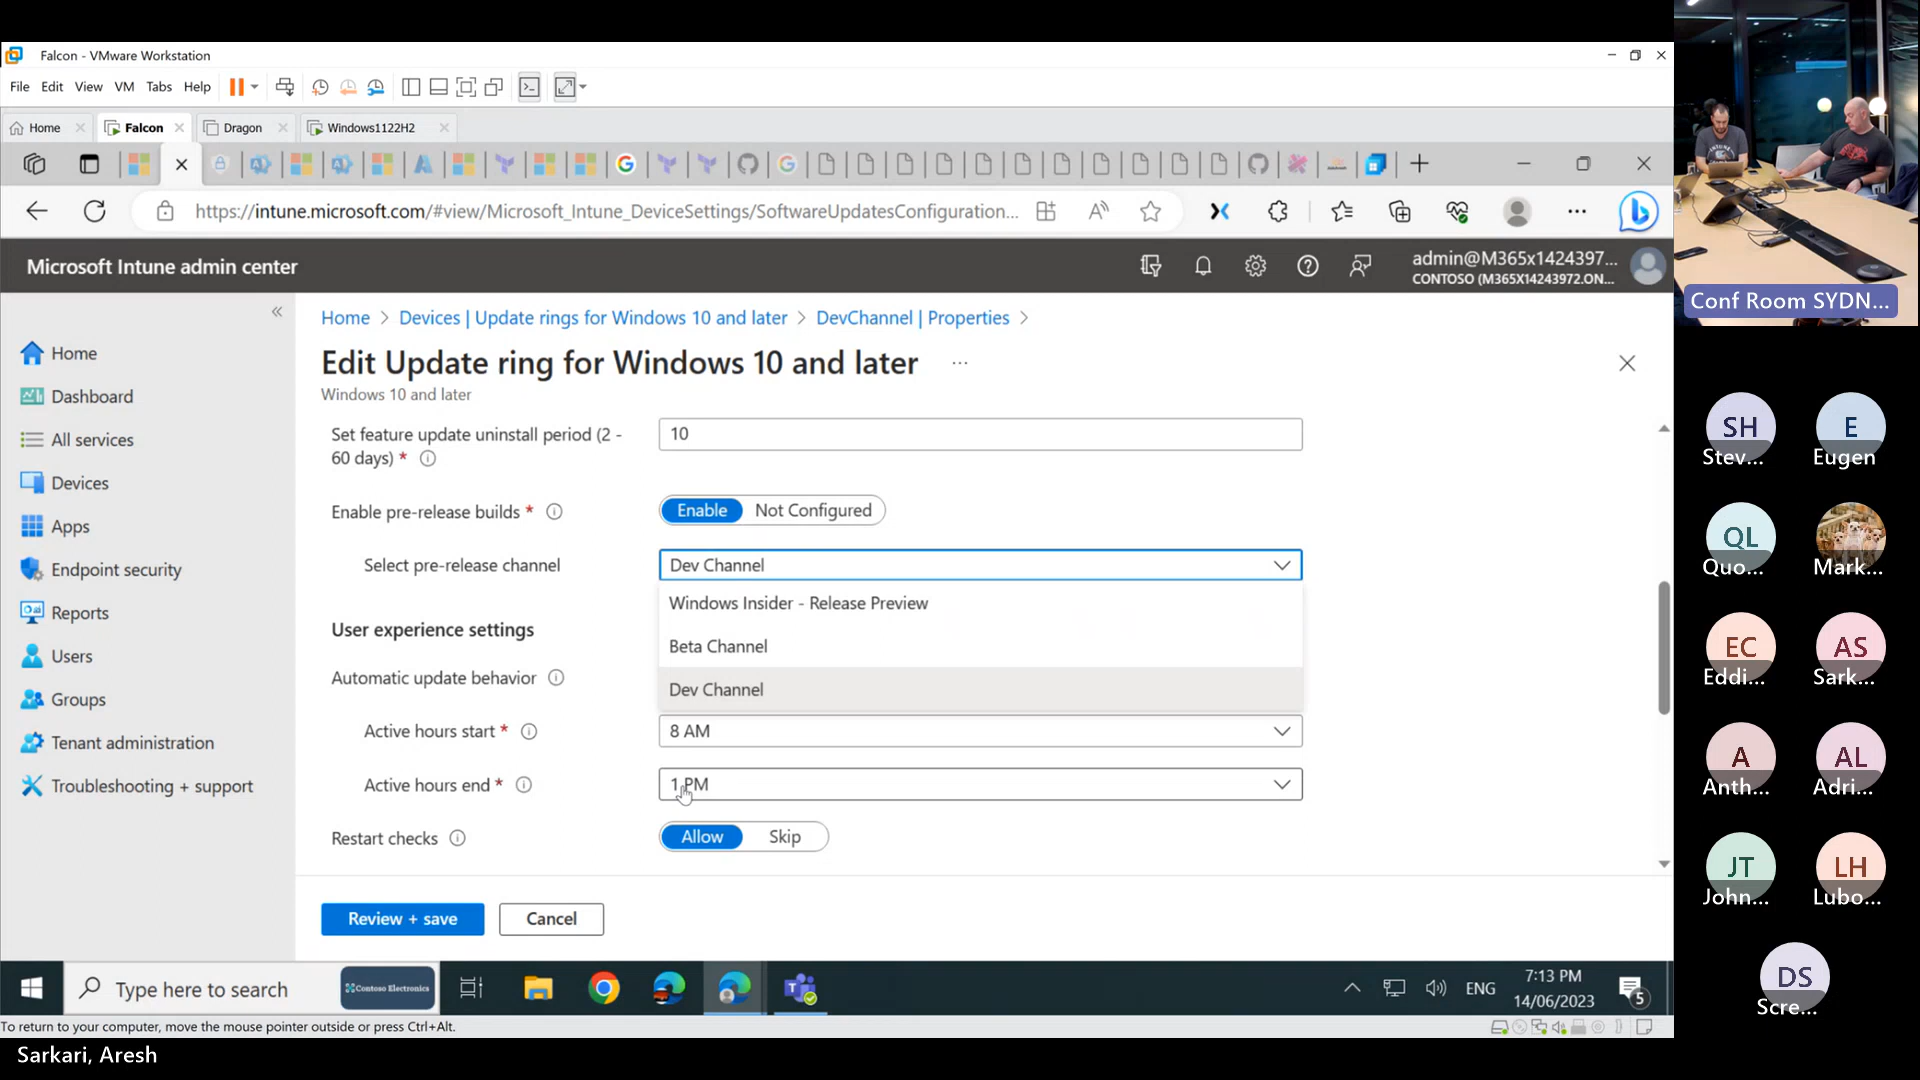 Falcon - VMware Workstation
File Edit View VM Tabs Help
Home Falcon Dragon Windows1122H2
https://intune.microsoft.com/#view/Microsoft_Intune_DeviceSettings/SoftwareUpdatesConfiguration...
Microsoft Intune admin center
admin@M365x1424397...
CONTOSO (M365X14243972.ON...
Home
Dashboard
All services
Devices
Apps
Endpoint security
Reports
Users
Groups
Tenant administration
Troubleshooting + support
Home > Devices | Update rings for Windows 10 and later > DevChannel | Properties >
Edit Update ring for Windows 10 and later ...
Windows 10 and later
Set feature update uninstall period (2 -
60 days) *
10
Enable pre-release builds *
Enable Not Configured
Select pre-release channel
Dev Channel
Windows Insider - Release Preview
Beta Channel
Dev Channel
User experience settings
Automatic update behavior
Active hours start *
8 AM
Active hours end *
1 PM
Restart checks
Allow Skip
Review + save Cancel
Type here to search
Contoso Electronics
ENG
7:13 PM
14/06/2023
5
To return to your computer, move the mouse pointer outside or press Ctrl+Alt.
Sarkari, Aresh
Conf Room SYDN...
SH
Stev...
E
Eugen
QL
Quo...
Mark...
EC
Eddi...
AS
Sark...
A
Anth...
AL
Adri...
JT
John...
LH
Lubo...
DS
Scre...